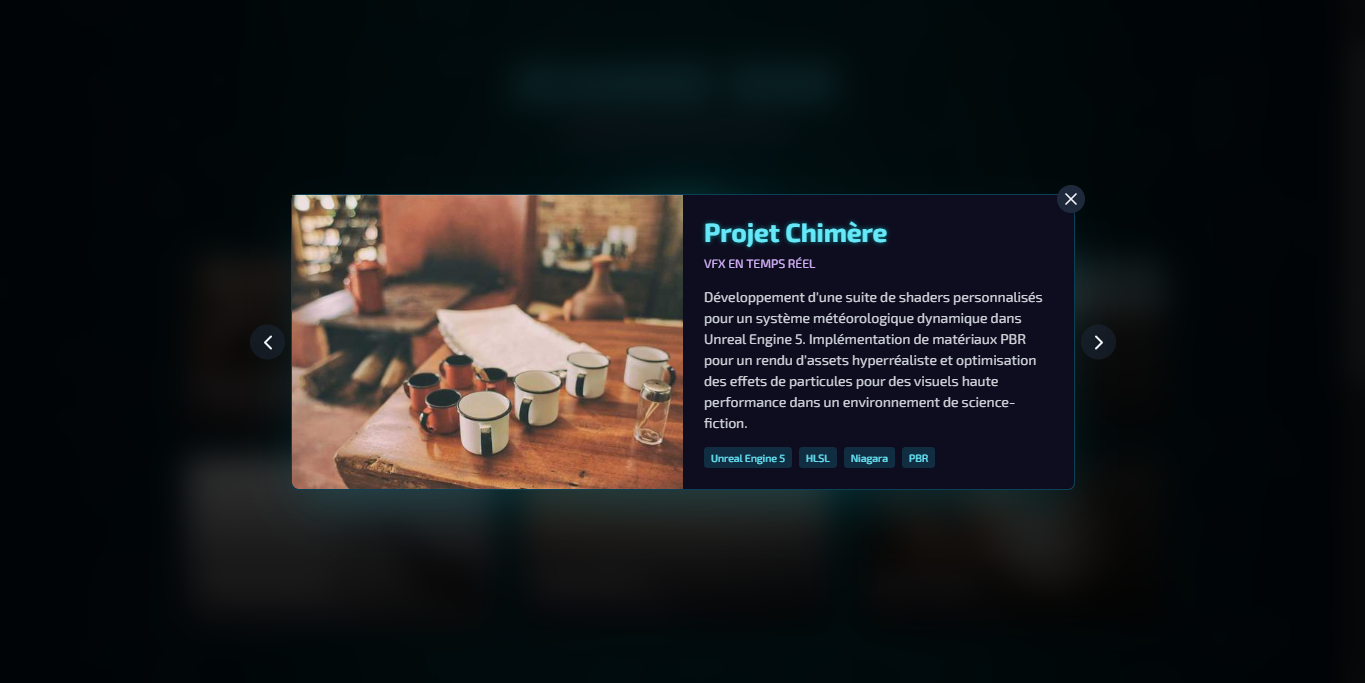 Projet Chimère
VFX EN TEMPS RÉEL
Développement d'une suite de shaders personnalisés
pour un système météorologique dynamique dans
Unreal Engine 5. Implémentation de matériaux PBR
pour un rendu d'assets hyperréaliste et optimisation
des effets de particules pour des visuels haute
performance dans un environnement de science-
fiction.
Unreal Engine 5 HLSL Niagara PBR